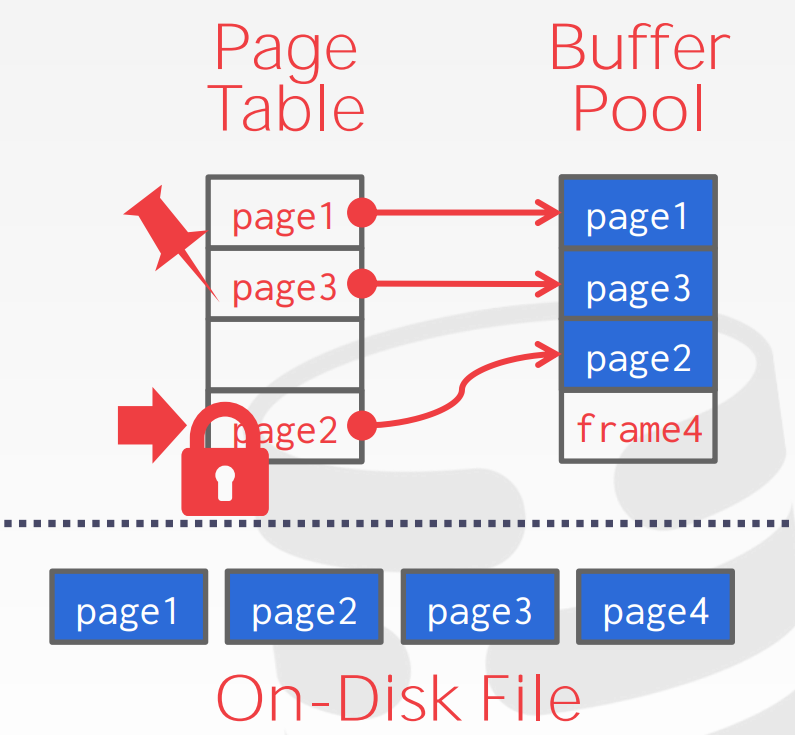 Page
Table
Buffer
Pool
page1
page3
page2
page1
page3
page2
frame4
page1 page2 page3 page4
On-Disk File